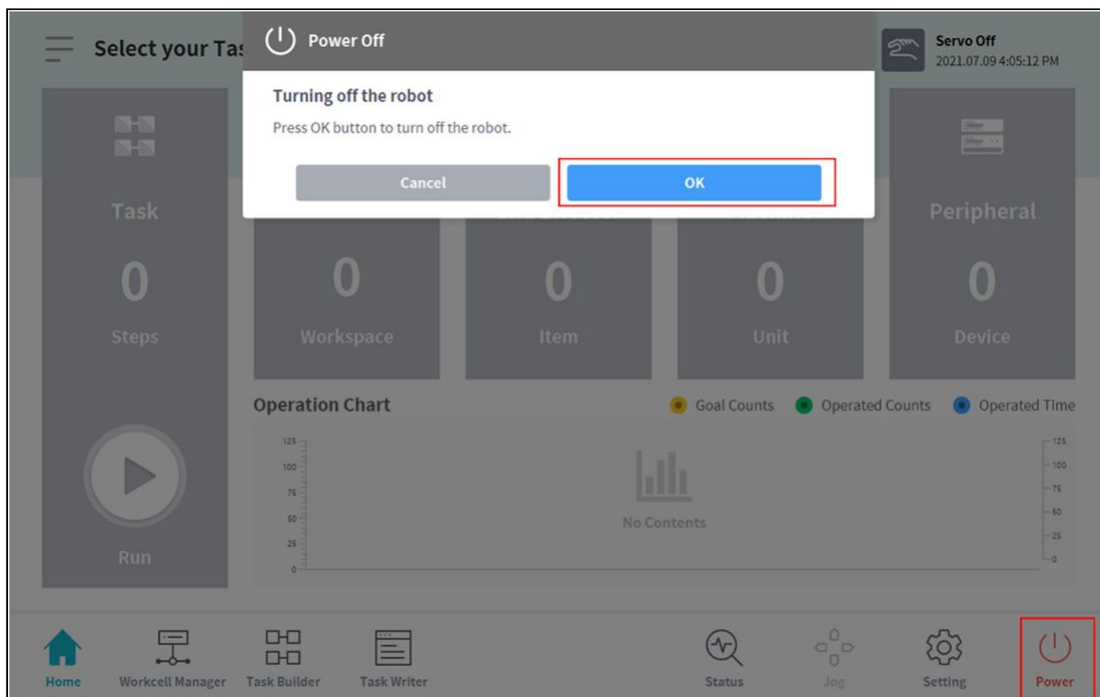 Select your Tas
Power Off
Servo Off
2021.07.09 4:05:12 PM
Turning off the robot
Press OK button to turn off the robot.
Cancel
OK
Task
0
Steps
Run
0
Workspace
0
Item
0
Unit
Peripheral
0
Device
Operation Chart
Goal Counts
Operated Counts
Operated Time
125
100
75
50
25
0
No Contents
125
100
75
50
25
0
Home
Workcell Manager
Task Builder
Task Writer
Status
Jog
Setting
Power